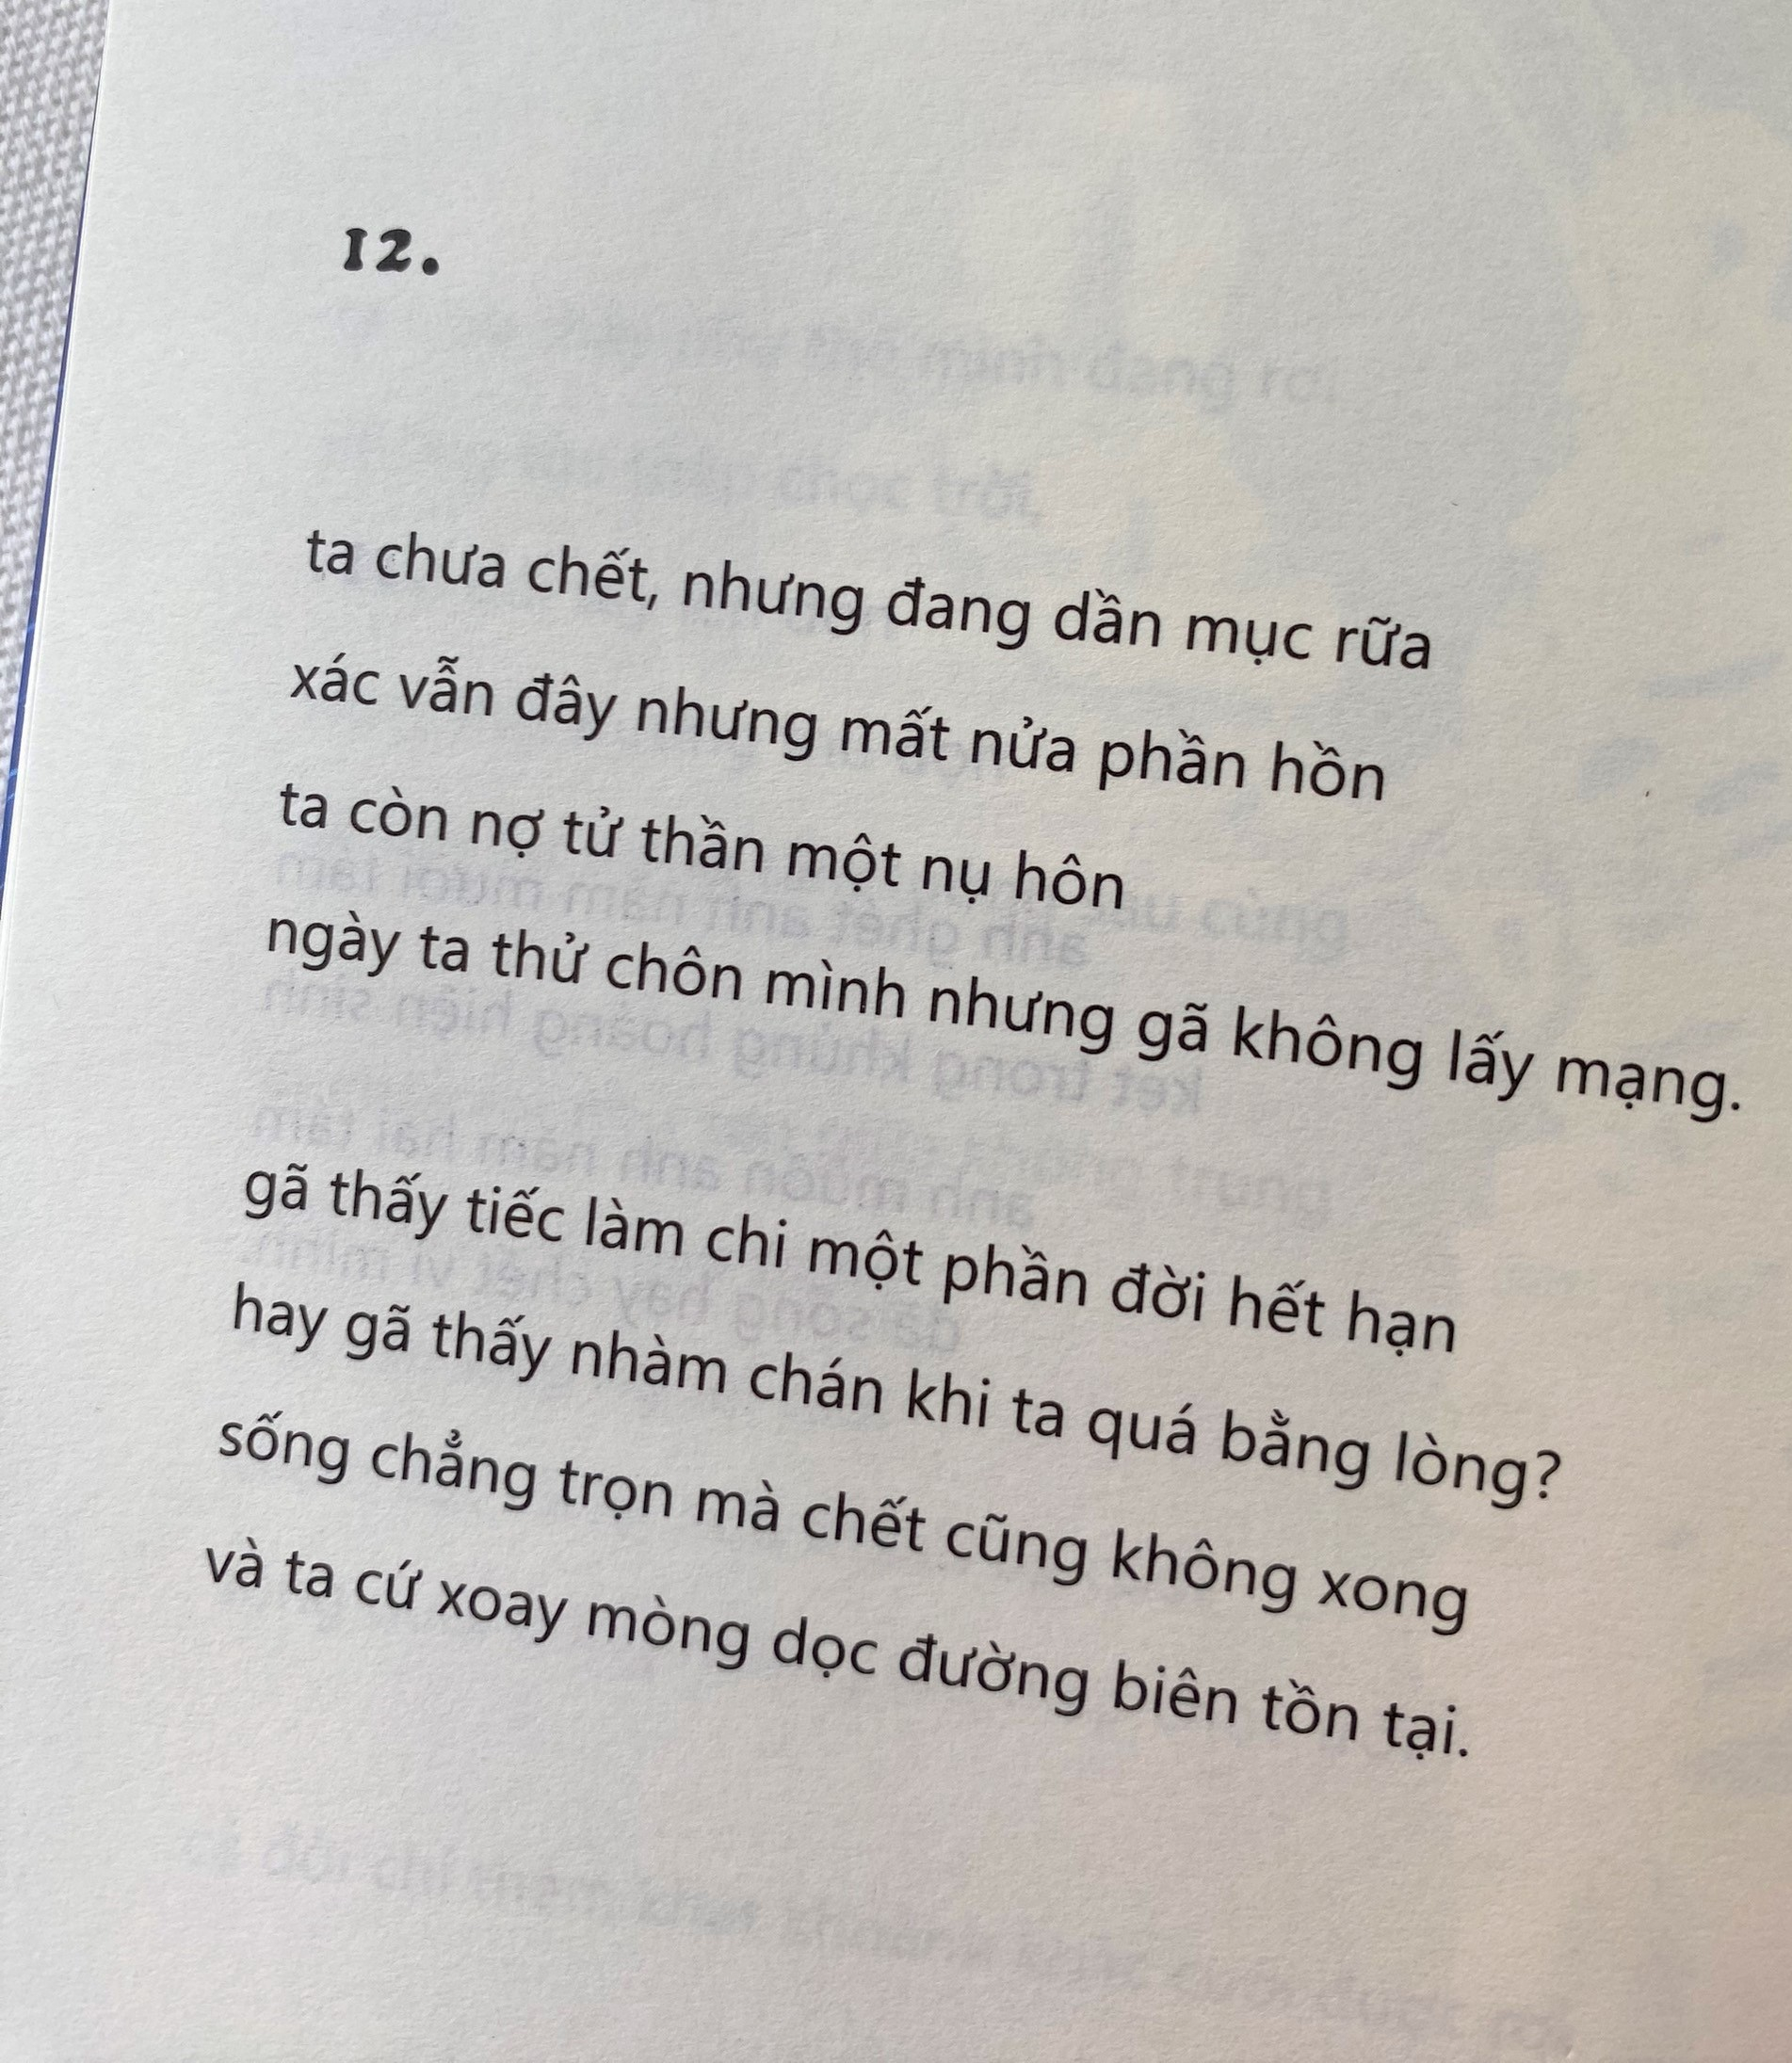 12.
ta chưa chết, nhưng đang dần mục rữa
xác vẫn đây nhưng mất nửa phần hồn
ta còn nợ tử thần một nụ hôn
ngày ta thử chôn mình nhưng gã không lấy mạng.
gã thấy tiếc làm chi một phần đời hết hạn
hay gã thấy nhàm chán khi ta quá bằng lòng?
sống chẳng trọn mà chết cũng không xong
và ta cứ xoay mòng dọc đường biên tồn tại.